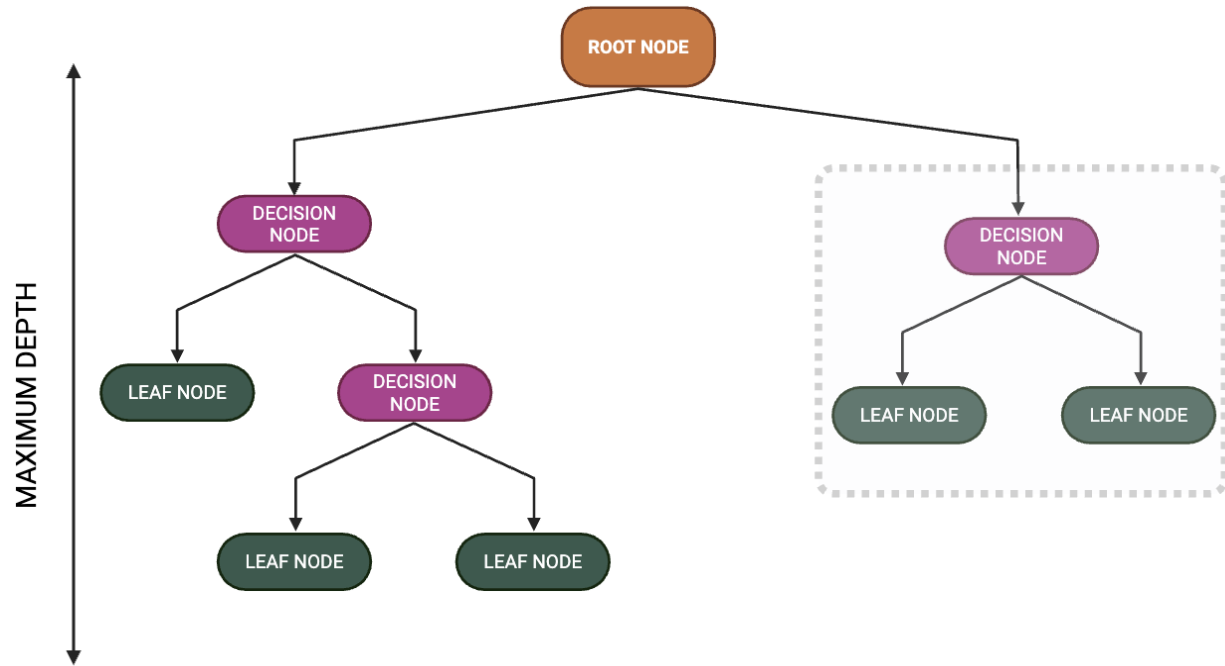 ROOT NODE
DECISION
NODE
DECISION
NODE
MAXIMUM DEPTH
LEAF NODE
DECISION
NODE
LEAF NODE
LEAF NODE
LEAF NODE
LEAF NODE